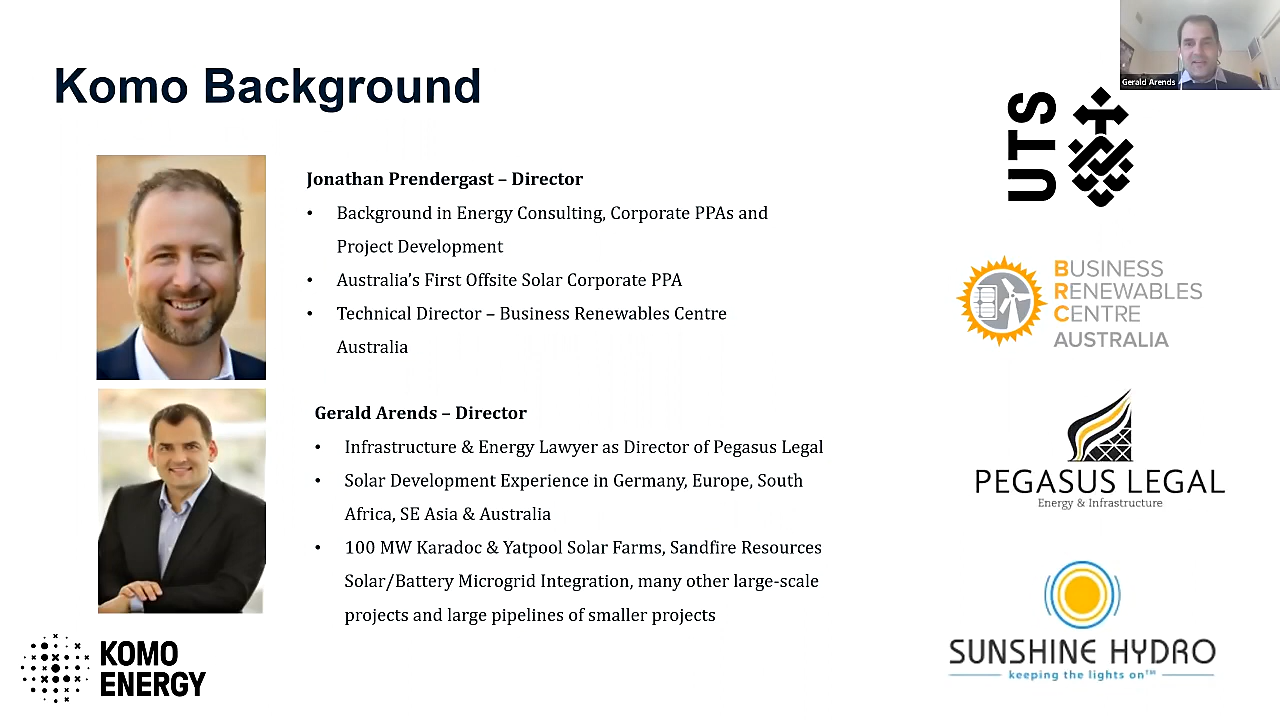 Komo Background
Gerald Arends
Jonathan Prendergast – Director
• Background in Energy Consulting, Corporate PPAs and
Project Development
• Australia's First Offsite Solar Corporate PPA
• Technical Director – Business Renewables Centre
Australia
Gerald Arends – Director
• Infrastructure & Energy Lawyer as Director of Pegasus Legal
• Solar Development Experience in Germany, Europe, South
Africa, SE Asia & Australia
• 100 MW Karadoc & Yatpool Solar Farms, Sandfire Resources
Solar/Battery Microgrid Integration, many other large-scale
projects and large pipelines of smaller projects
KOMO
ENERGY
UTS
BUSINESS
RENEWABLES
CENTRE
AUSTRALIA
PEGASUS LEGAL
Energy & Infrastructure
SUNSHINE HYDRO
keeping the lights on™